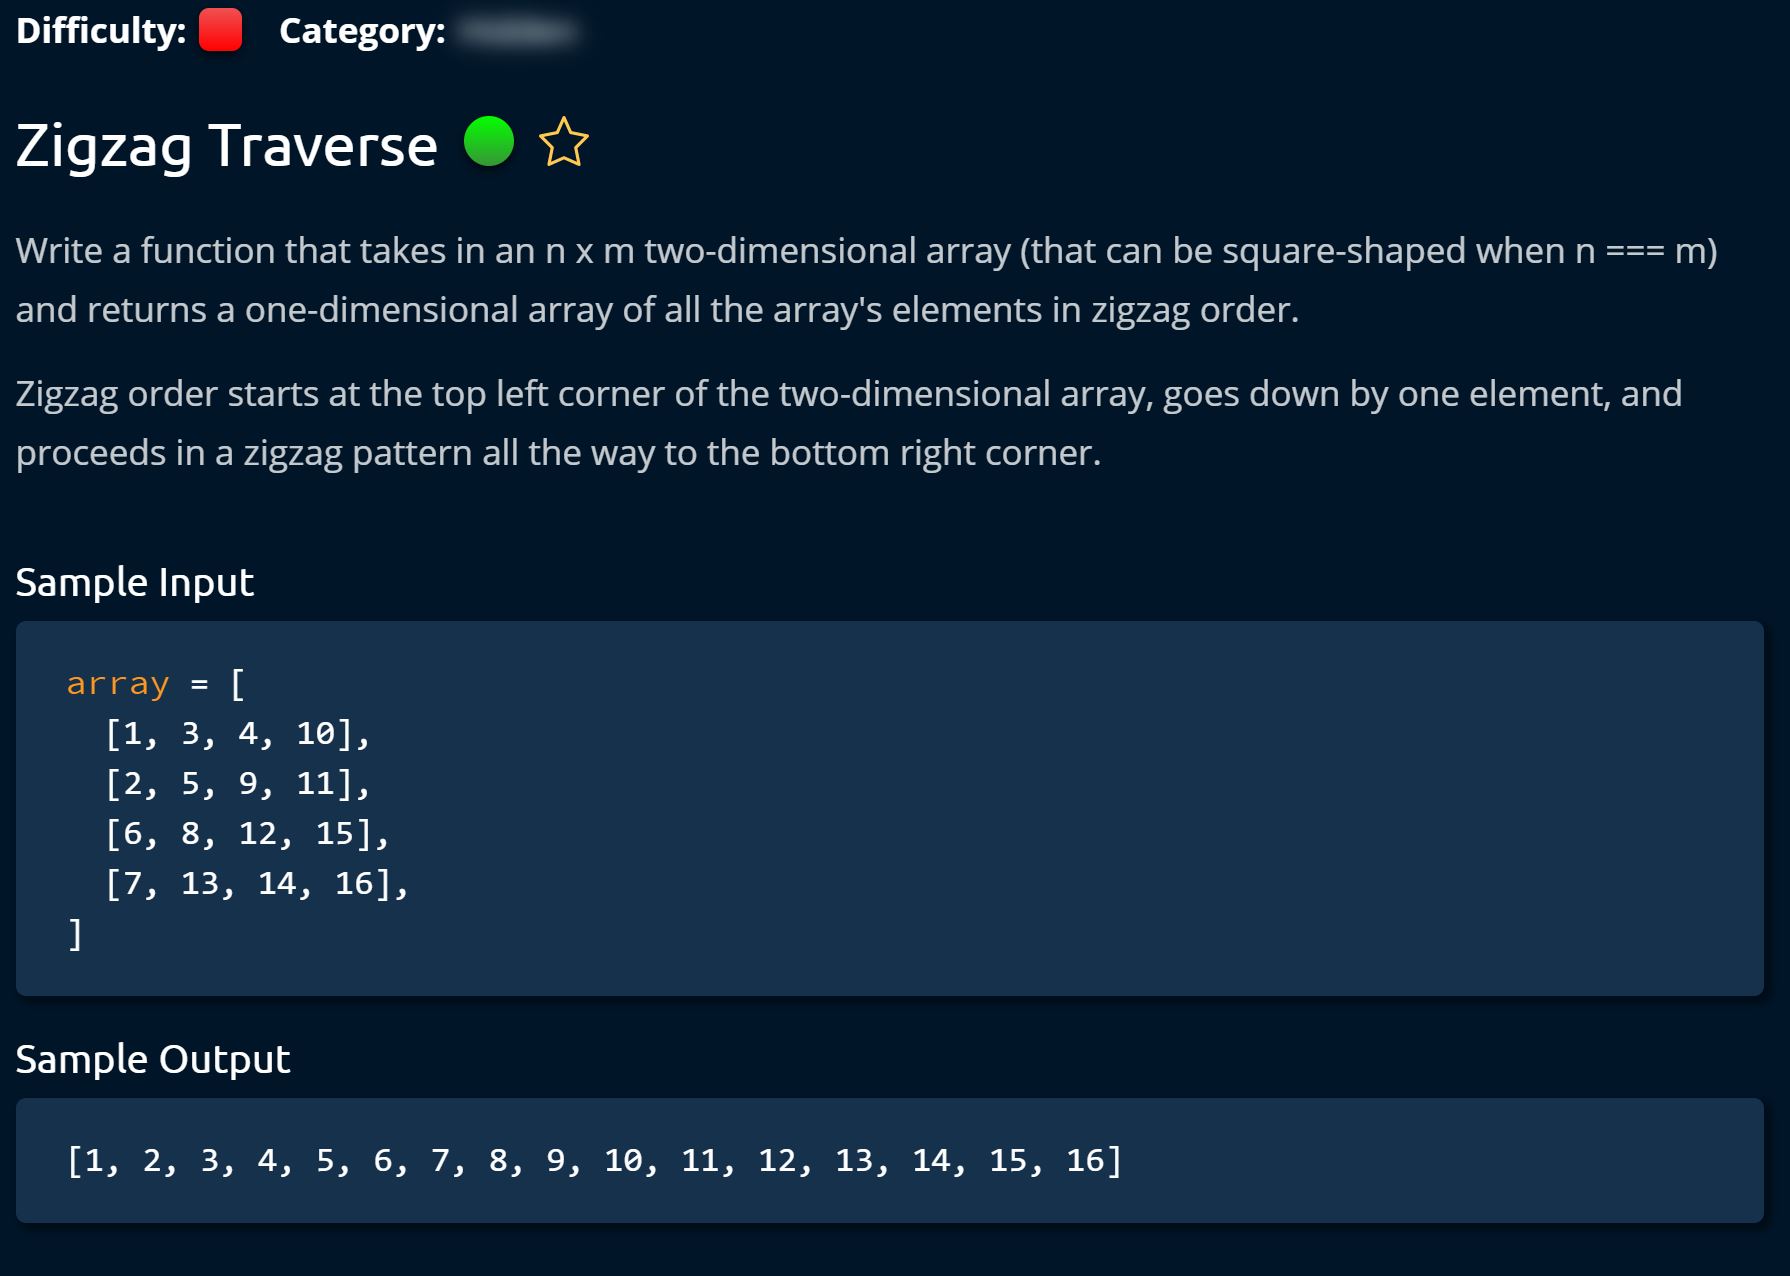 Difficulty: Category:
Zigzag Traverse
Write a function that takes in an n x m two-dimensional array (that can be square-shaped when n === m)
and returns a one-dimensional array of all the array's elements in zigzag order.
Zigzag order starts at the top left corner of the two-dimensional array, goes down by one element, and
proceeds in a zigzag pattern all the way to the bottom right corner.
Sample Input
array = [
[1, 3, 4, 10],
[2, 5, 9, 11],
[6, 8, 12, 15],
[7, 13, 14, 16],
]
Sample Output
[1, 2, 3, 4, 5, 6, 7, 8, 9, 10, 11, 12, 13, 14, 15, 16]